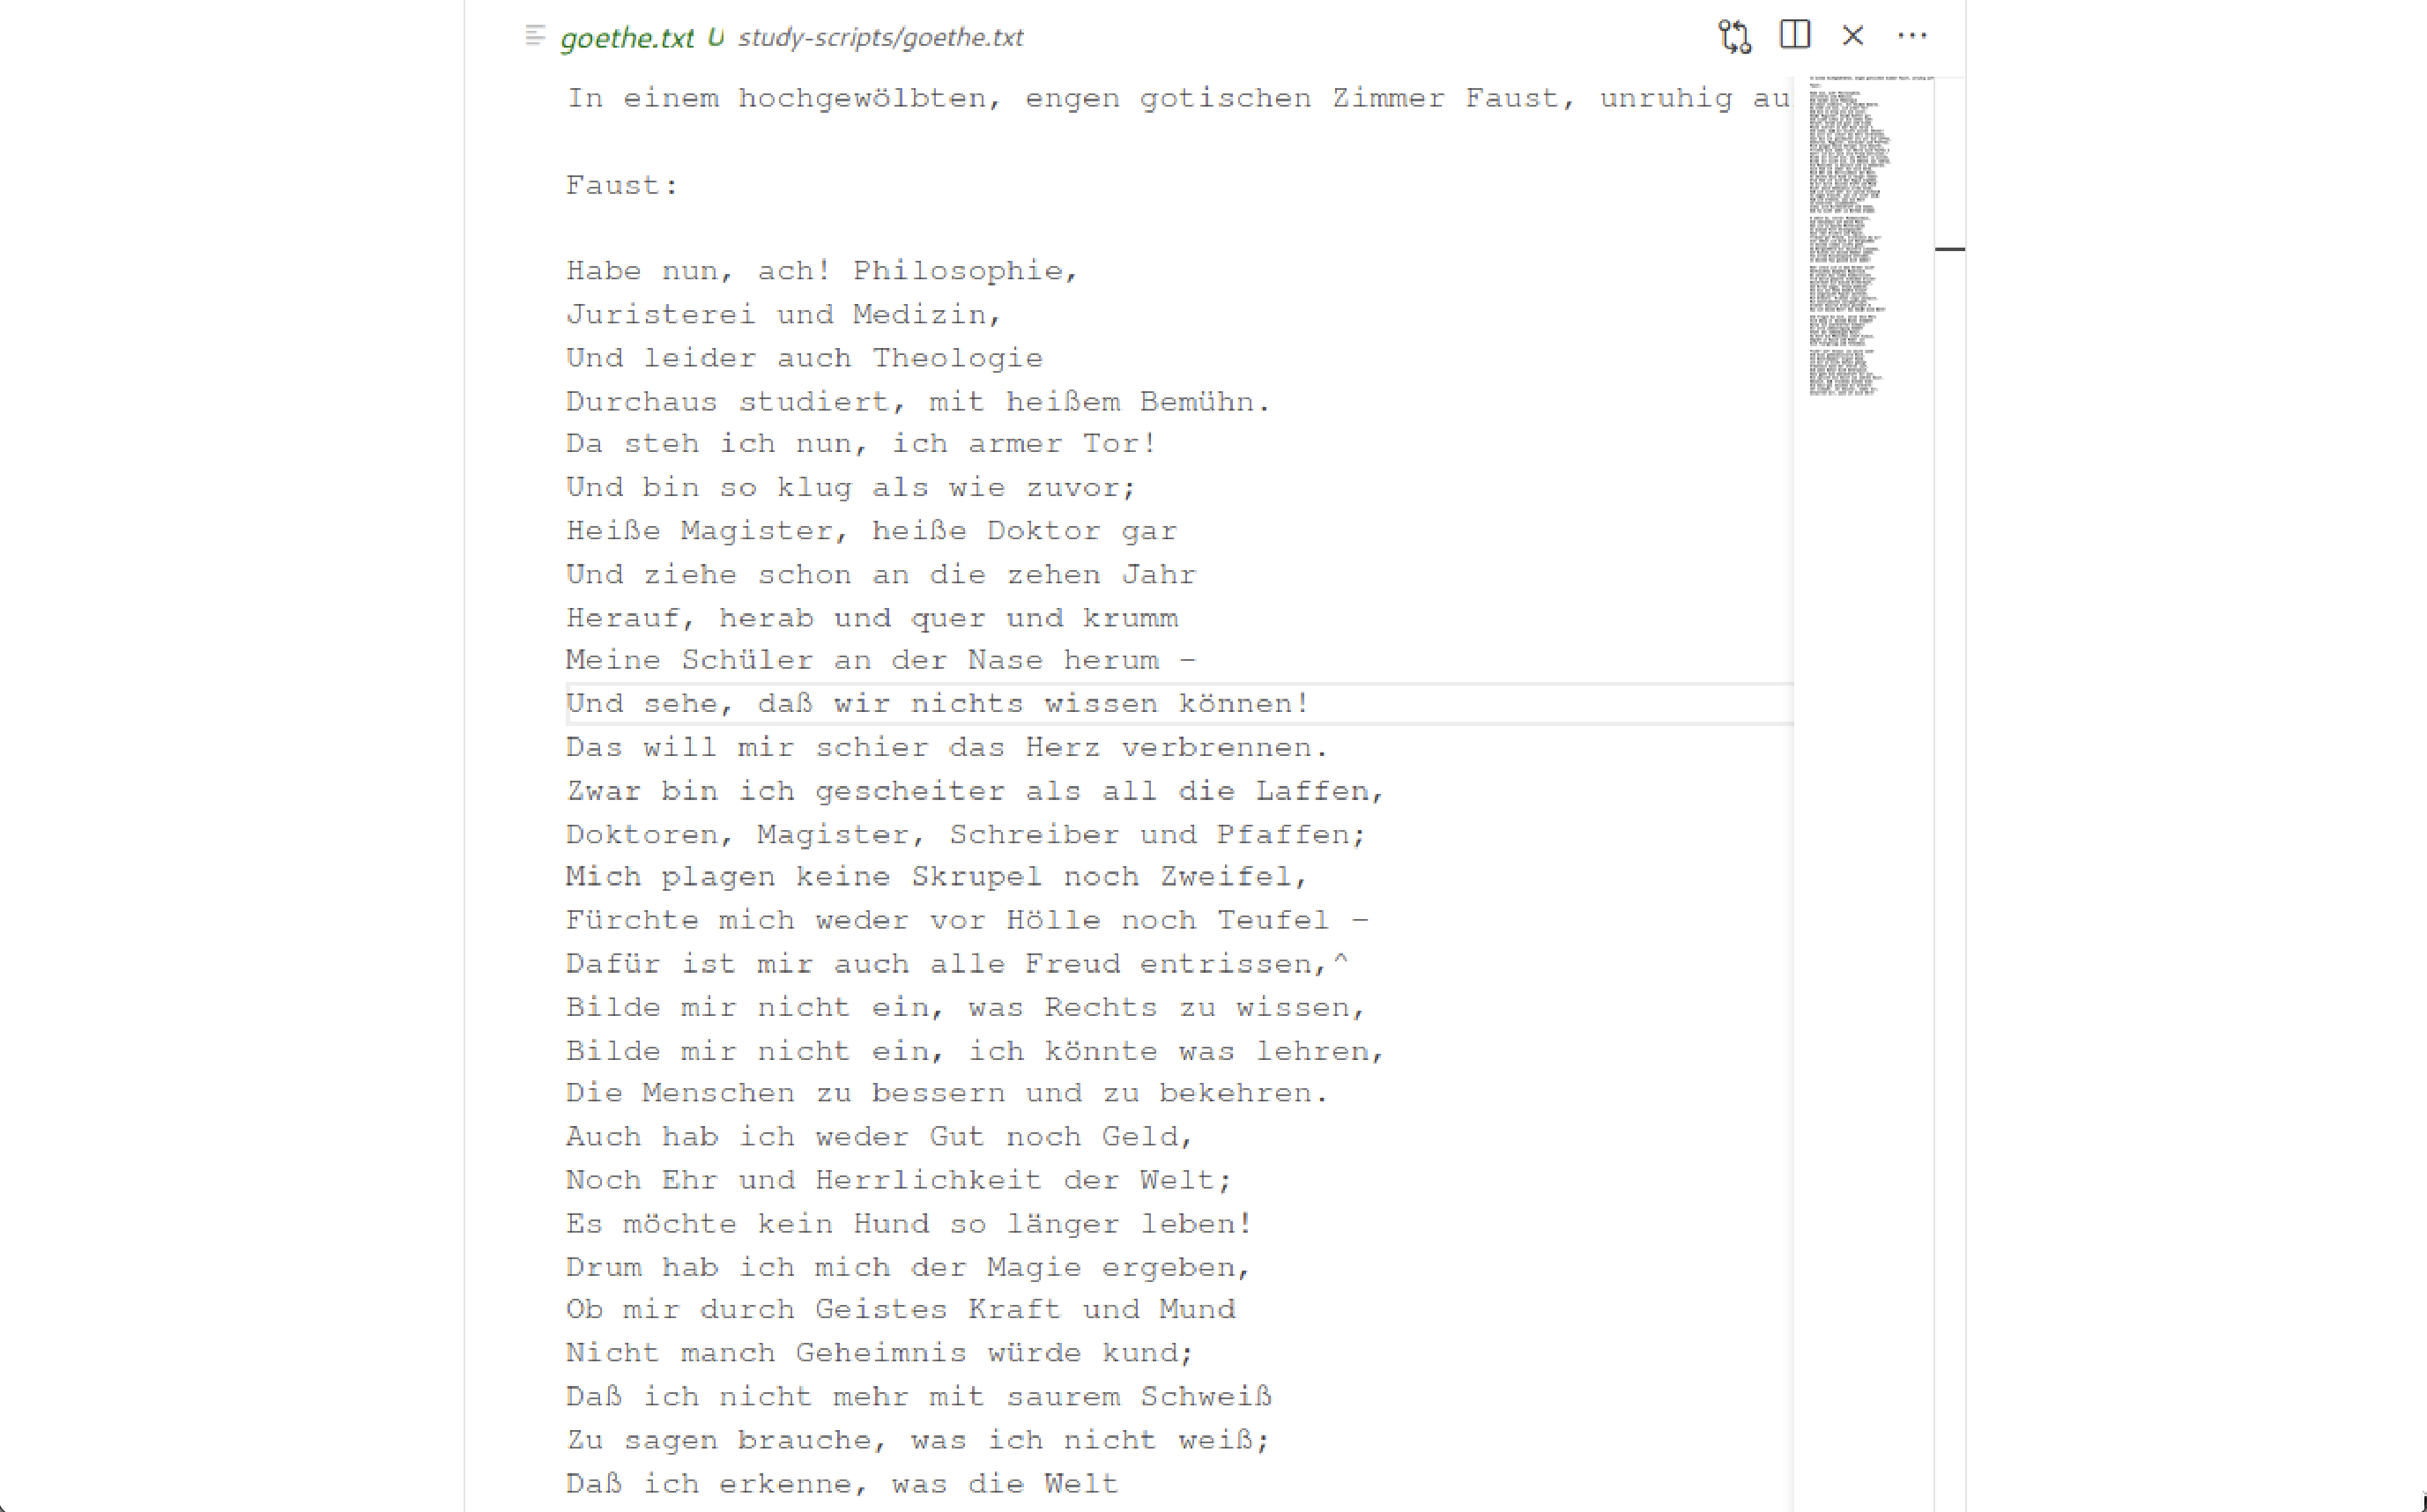 goethe.txt U study-scripts/goethe.txt
In einem hochgewölbten, engen gotischen Zimmer Faust, unruhig au
Faust:
Habe nun, ach! Philosophie,
Juristerei und Medizin,
Und leider auch Theologie
Durchaus studiert, mit heißem Bemühn.
Da steh ich nun, ich armer Tor!
Und bin so klug als wie zuvor;
Heiße Magister, heiße Doktor gar
Und ziehe schon an die zehen Jahr
Herauf, herab und quer und krumm
Meine Schüler an der Nase herum –
Und sehe, daß wir nichts wissen können!
Das will mir schier das Herz verbrennen.
Zwar bin ich gescheiter als all die Laffen,
Doktoren, Magister, Schreiber und Pfaffen;
Mich plagen keine Skrupel noch Zweifel,
Fürchte mich weder vor Hölle noch Teufel –
Dafür ist mir auch alle Freud entrissen,^
Bilde mir nicht ein, was Rechts zu wissen,
Bilde mir nicht ein, ich könnte was lehren,
Die Menschen zu bessern und zu bekehren.
Auch hab ich weder Gut noch Geld,
Noch Ehr und Herrlichkeit der Welt;
Es möchte kein Hund so länger leben!
Drum hab ich mich der Magie ergeben,
Ob mir durch Geistes Kraft und Mund
Nicht manch Geheimnis würde kund;
Daß ich nicht mehr mit saurem Schweiß
Zu sagen brauche, was ich nicht weiß;
Daß ich erkenne, was die Welt